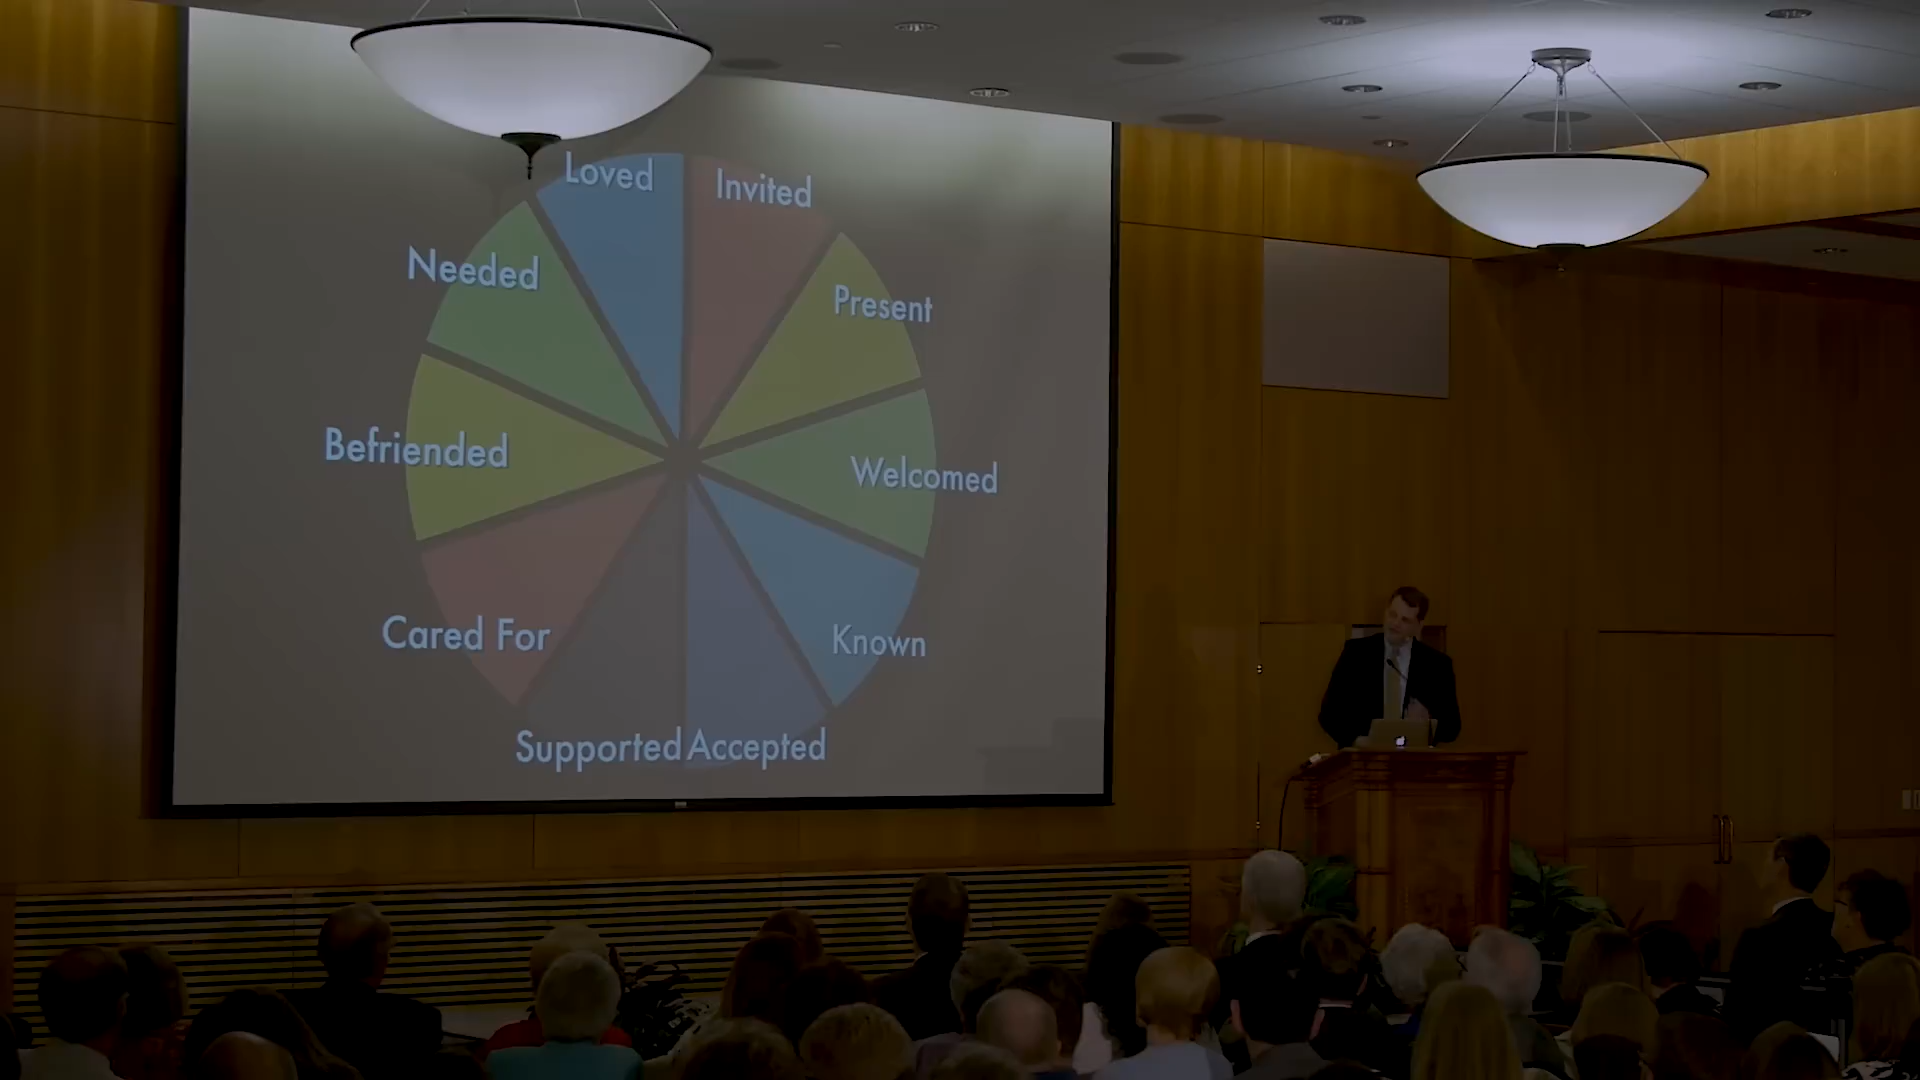 Loved
Invited
Needed
Present
Befriended
Welcomed
Cared For
Known
Supported
Accepted